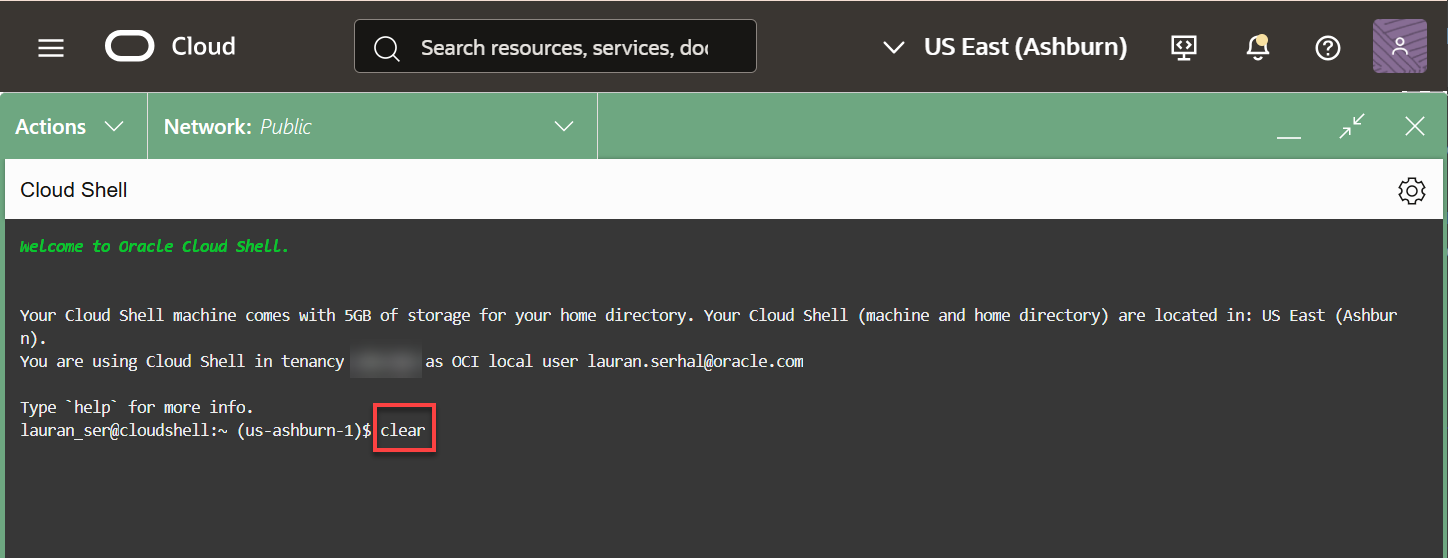 Cloud
Search resources, services, doc
US East (Ashburn)
Actions
Network: Public
Cloud Shell
Welcome to Oracle Cloud Shell.
Your Cloud Shell machine comes with 5GB of storage for your home directory. Your Cloud Shell (machine and home directory) are located in: US East (Ashbur
n).
You are using Cloud Shell in tenancy as OCI local user lauran.serhal@oracle.com
Type `help` for more info.
lauran_ser@cloudshell:~ (us-ashburn-1)$ clear